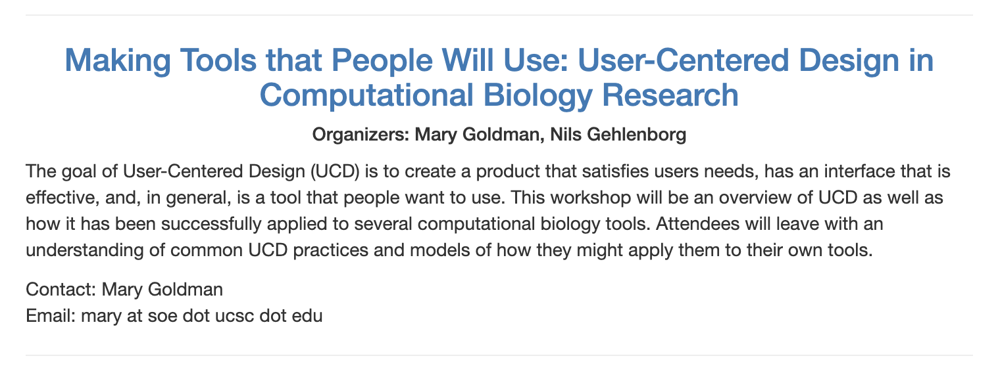 Making Tools that People Will Use: User-Centered Design in
Computational Biology Research
Organizers: Mary Goldman, Nils Gehlenborg
The goal of User-Centered Design (UCD) is to create a product that satisfies users needs, has an interface that is
effective, and, in general, is a tool that people want to use. This workshop will be an overview of UCD as well as
how it has been successfully applied to several computational biology tools. Attendees will leave with an
understanding of common UCD practices and models of how they might apply them to their own tools.
Contact: Mary Goldman
Email: mary at soe dot ucsc dot edu